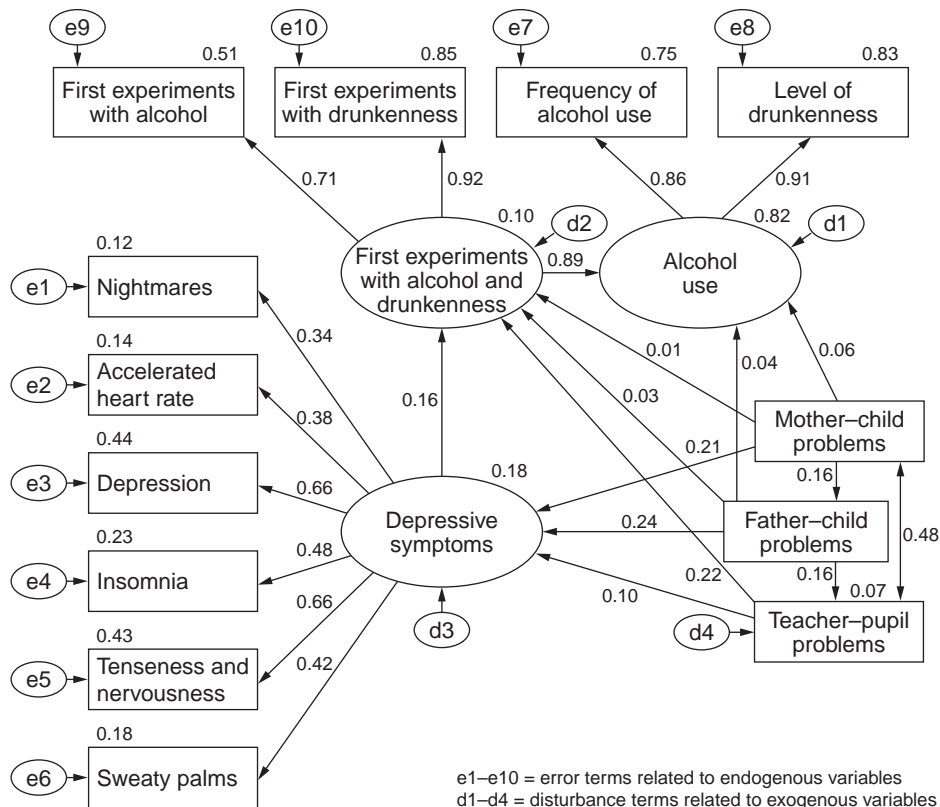 e9
e10
e7
e8
0.51
0.85
0.75
0.83
First experiments
with alcohol
First experiments
with drunkenness
Frequency of
alcohol use
Level of
drunkenness
0.71
0.92
0.86
0.91
0.10
d2
0.82
d1
First experiments
with alcohol and
drunkenness
0.89
Alcohol
use
0.12
e1
Nightmares
0.34
0.14
e2
Accelerated
heart rate
0.38
0.16
0.01
0.03
0.04
0.06
Mother–child
problems
0.44
e3
Depression
0.66
0.18
Depressive
symptoms
0.21
0.16
0.24
Father–child
problems
0.48
0.23
e4
Insomnia
0.48
0.22
0.16
0.07
0.10
d3
d4
Teacher–pupil
problems
0.43
e5
Tenseness and
nervousness
0.66
0.42
0.18
e6
Sweaty palms
e1–e10 = error terms related to endogenous variables
d1–d4 = disturbance terms related to exogenous variables